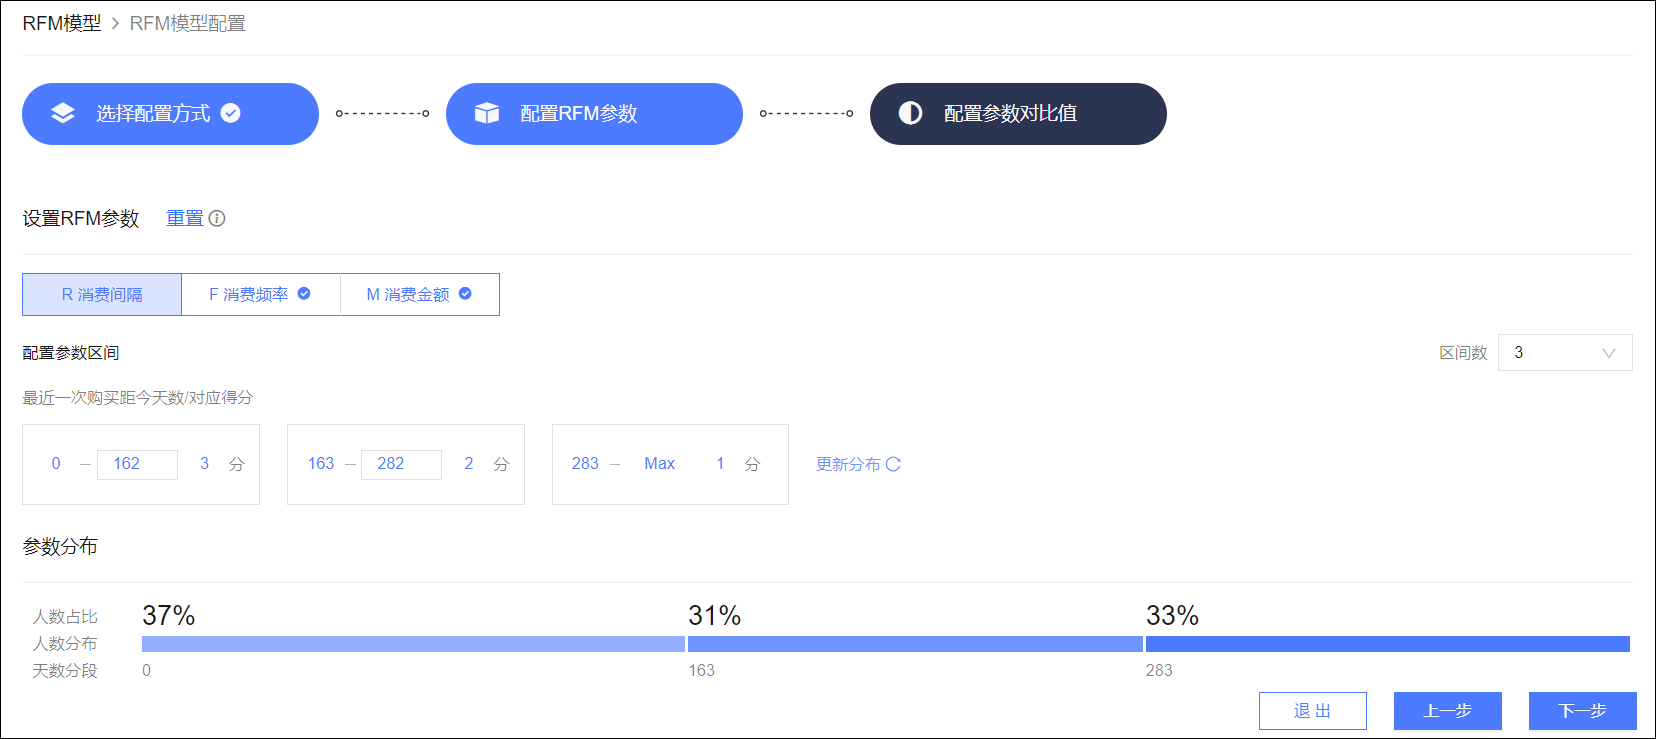 RFM模型 > RFM模型配置
选择配置方式 配置RFM参数 配置参数对比值
设置RFM参数 重置
R 消费间隔 F 消费频率 M 消费金额
配置参数区间 区间数 3
最近一次购买距今天数/对应得分
0 – 162 3 分 163 – 282 2 分 283 – Max 1 分 更新分布
参数分布
人数占比 37% 31% 33%
人数分布
天数分段 0 163 283
退 出 上一步 下一步